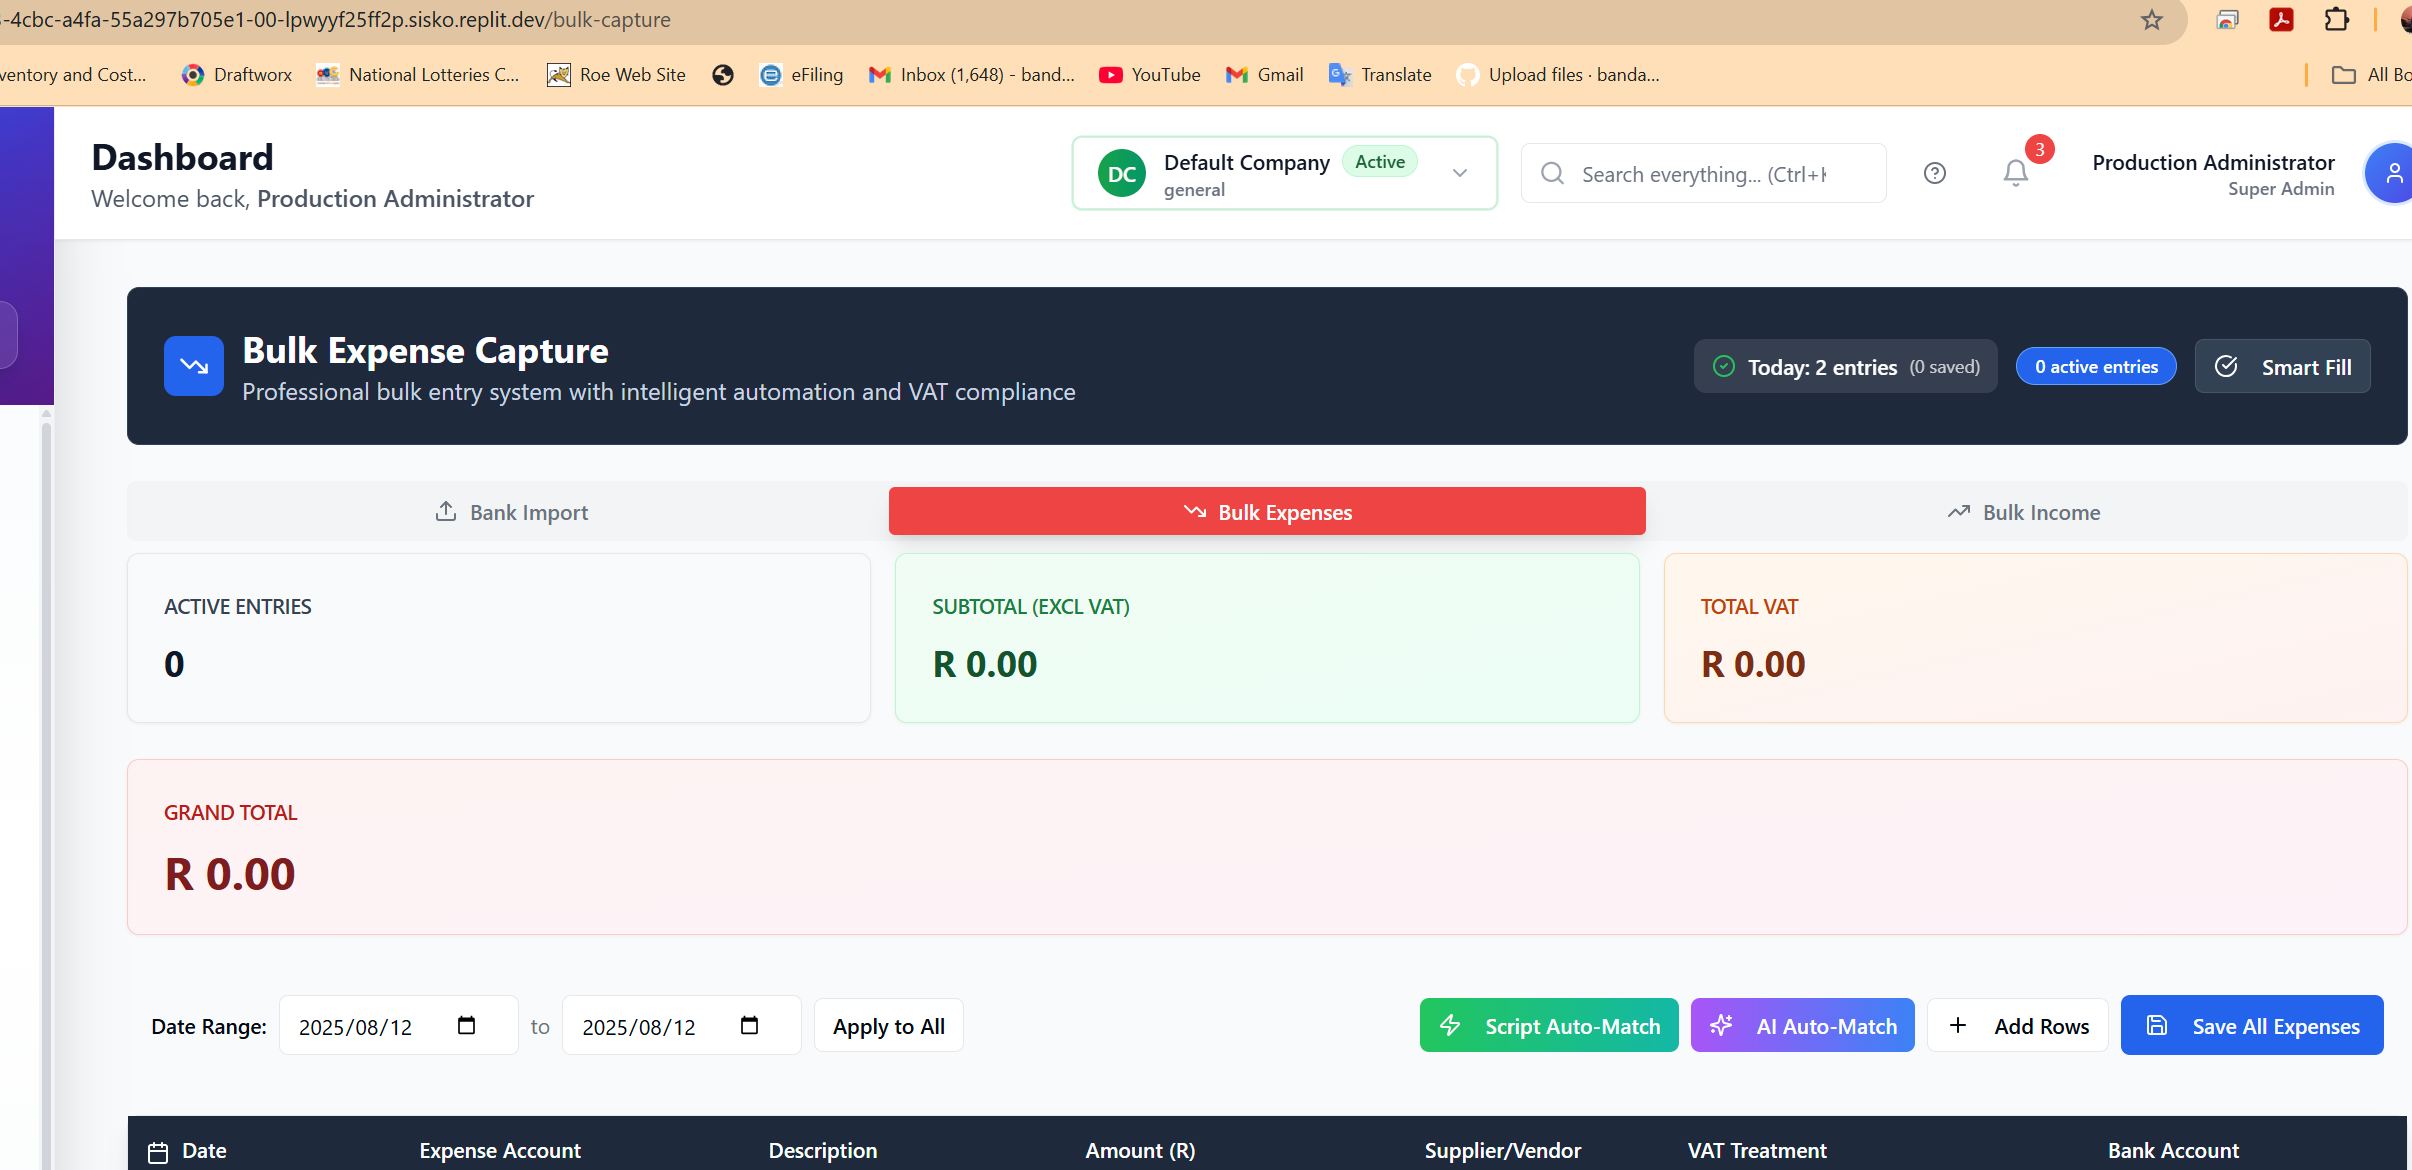 -4cbc-a4fa-55a297b705e1-00-lpwyyf25ff2p.sisko.replit.dev/bulk-capture
ventory and Cost... Draftworx National Lotteries C... Roe Web Site eFiling Inbox (1,648) - band... YouTube Gmail Translate Upload files · banda... All Bo
Dashboard
Welcome back, Production Administrator
DC Default Company Active
general
Search everything... (Ctrl+K
3
Production Administrator
Super Admin
Bulk Expense Capture
Professional bulk entry system with intelligent automation and VAT compliance
Today: 2 entries (0 saved)
0 active entries
Smart Fill
Bank Import
Bulk Expenses
Bulk Income
ACTIVE ENTRIES
0
SUBTOTAL (EXCL VAT)
R 0.00
TOTAL VAT
R 0.00
GRAND TOTAL
R 0.00
Date Range: 2025/08/12 to 2025/08/12 Apply to All
Script Auto-Match
AI Auto-Match
Add Rows
Save All Expenses
Date Expense Account Description Amount (R) Supplier/Vendor VAT Treatment Bank Account